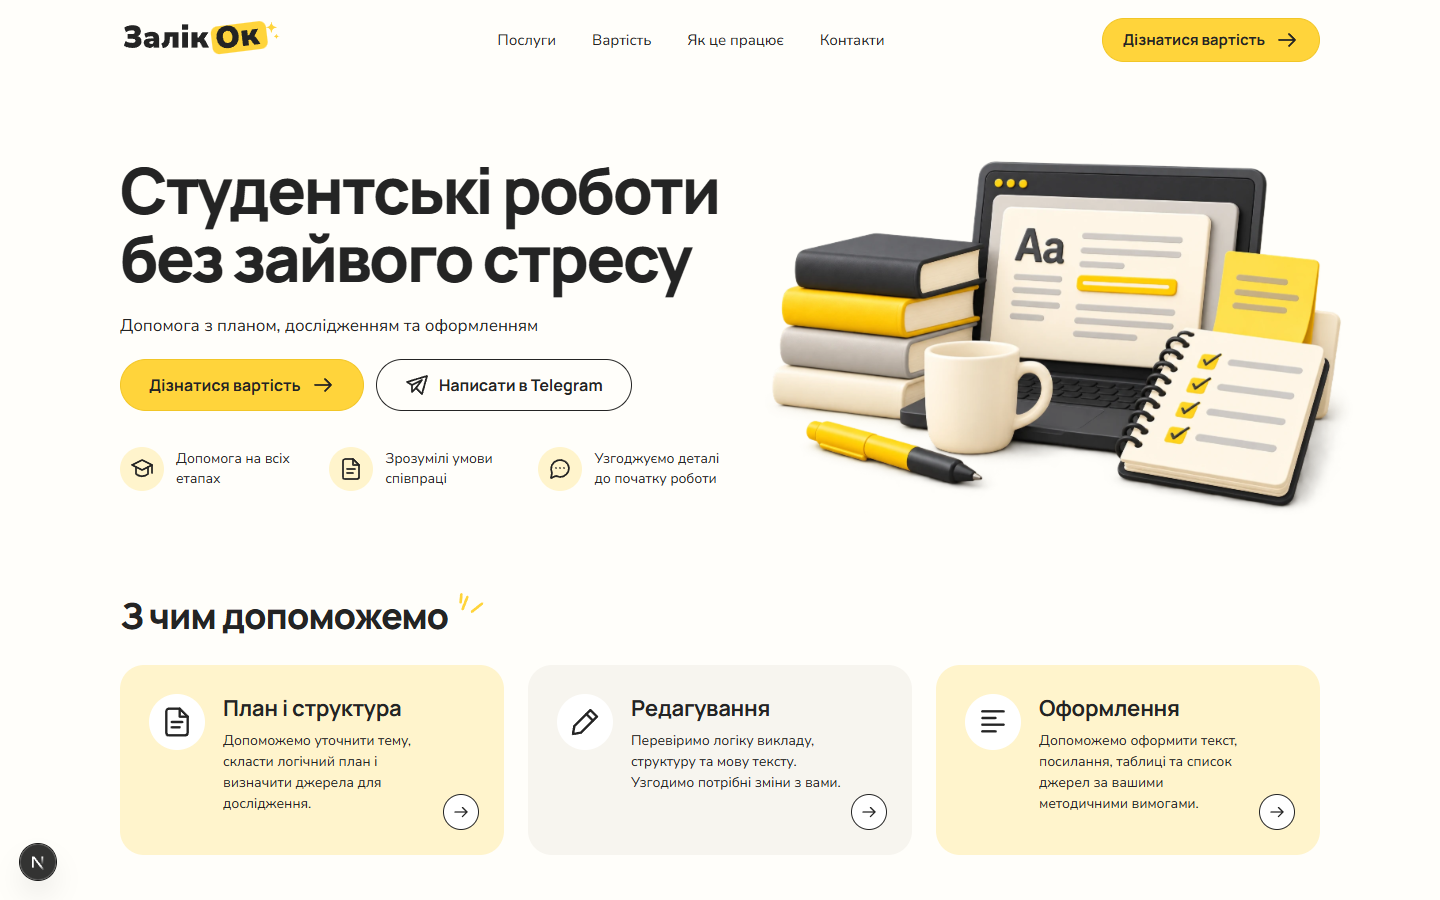 ЗалікОк
Послуги
Вартість
Як це працює
Контакти
Дізнатися вартість
Студентські роботи
без зайвого стресу
Допомога з планом, дослідженням та оформленням
Дізнатися вартість
Написати в Telegram
Допомога на всіх
етапах
Зрозумілі умови
співпраці
Узгоджуємо деталі
до початку роботи
Aa
З чим допоможемо
План і структура
Допоможемо уточнити тему,
скласти логічний план і
визначити джерела для
дослідження.
Редагування
Перевіримо логіку викладу,
структуру та мову тексту.
Узгодимо потрібні зміни з вами.
Оформлення
Допоможемо оформити текст,
посилання, таблиці та список
джерел за вашими
методичними вимогами.
N